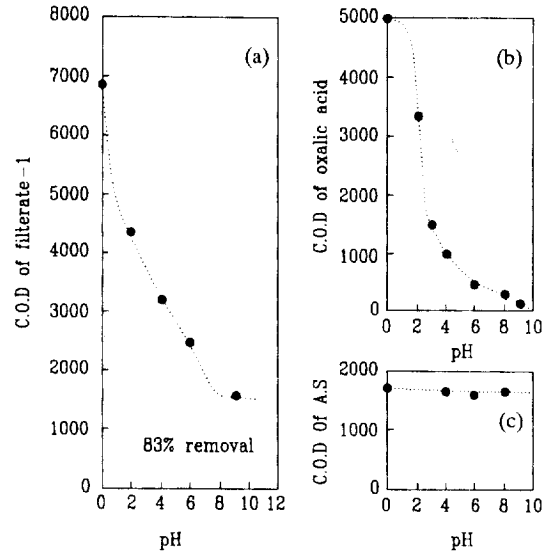 C.O.D of filterate-1
8000
7000
6000
5000
4000
3000
2000
1000
0
(a)
83% removal
0 2 4 6 8 10 12
pH
C.O.D of oxalic acid
5000
4000
3000
2000
1000
0
(b)
0 2 4 6 8 10
pH
C.O.D Of A.S
2000
1000
0
(c)
0 2 4 6 8 10
pH